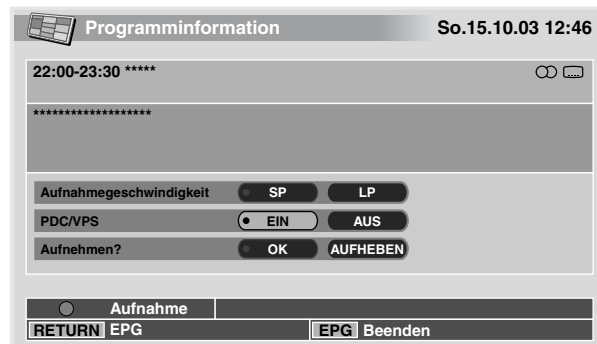 Programminformation So.15.10.03 12:46
22:00-23:30 *****
*******************
Aufnahmegeschwindigkeit SP LP
PDC/VPS EIN AUS
Aufnehmen? OK AUFHEBEN
Aufnahme
RETURN EPG EPG Beenden